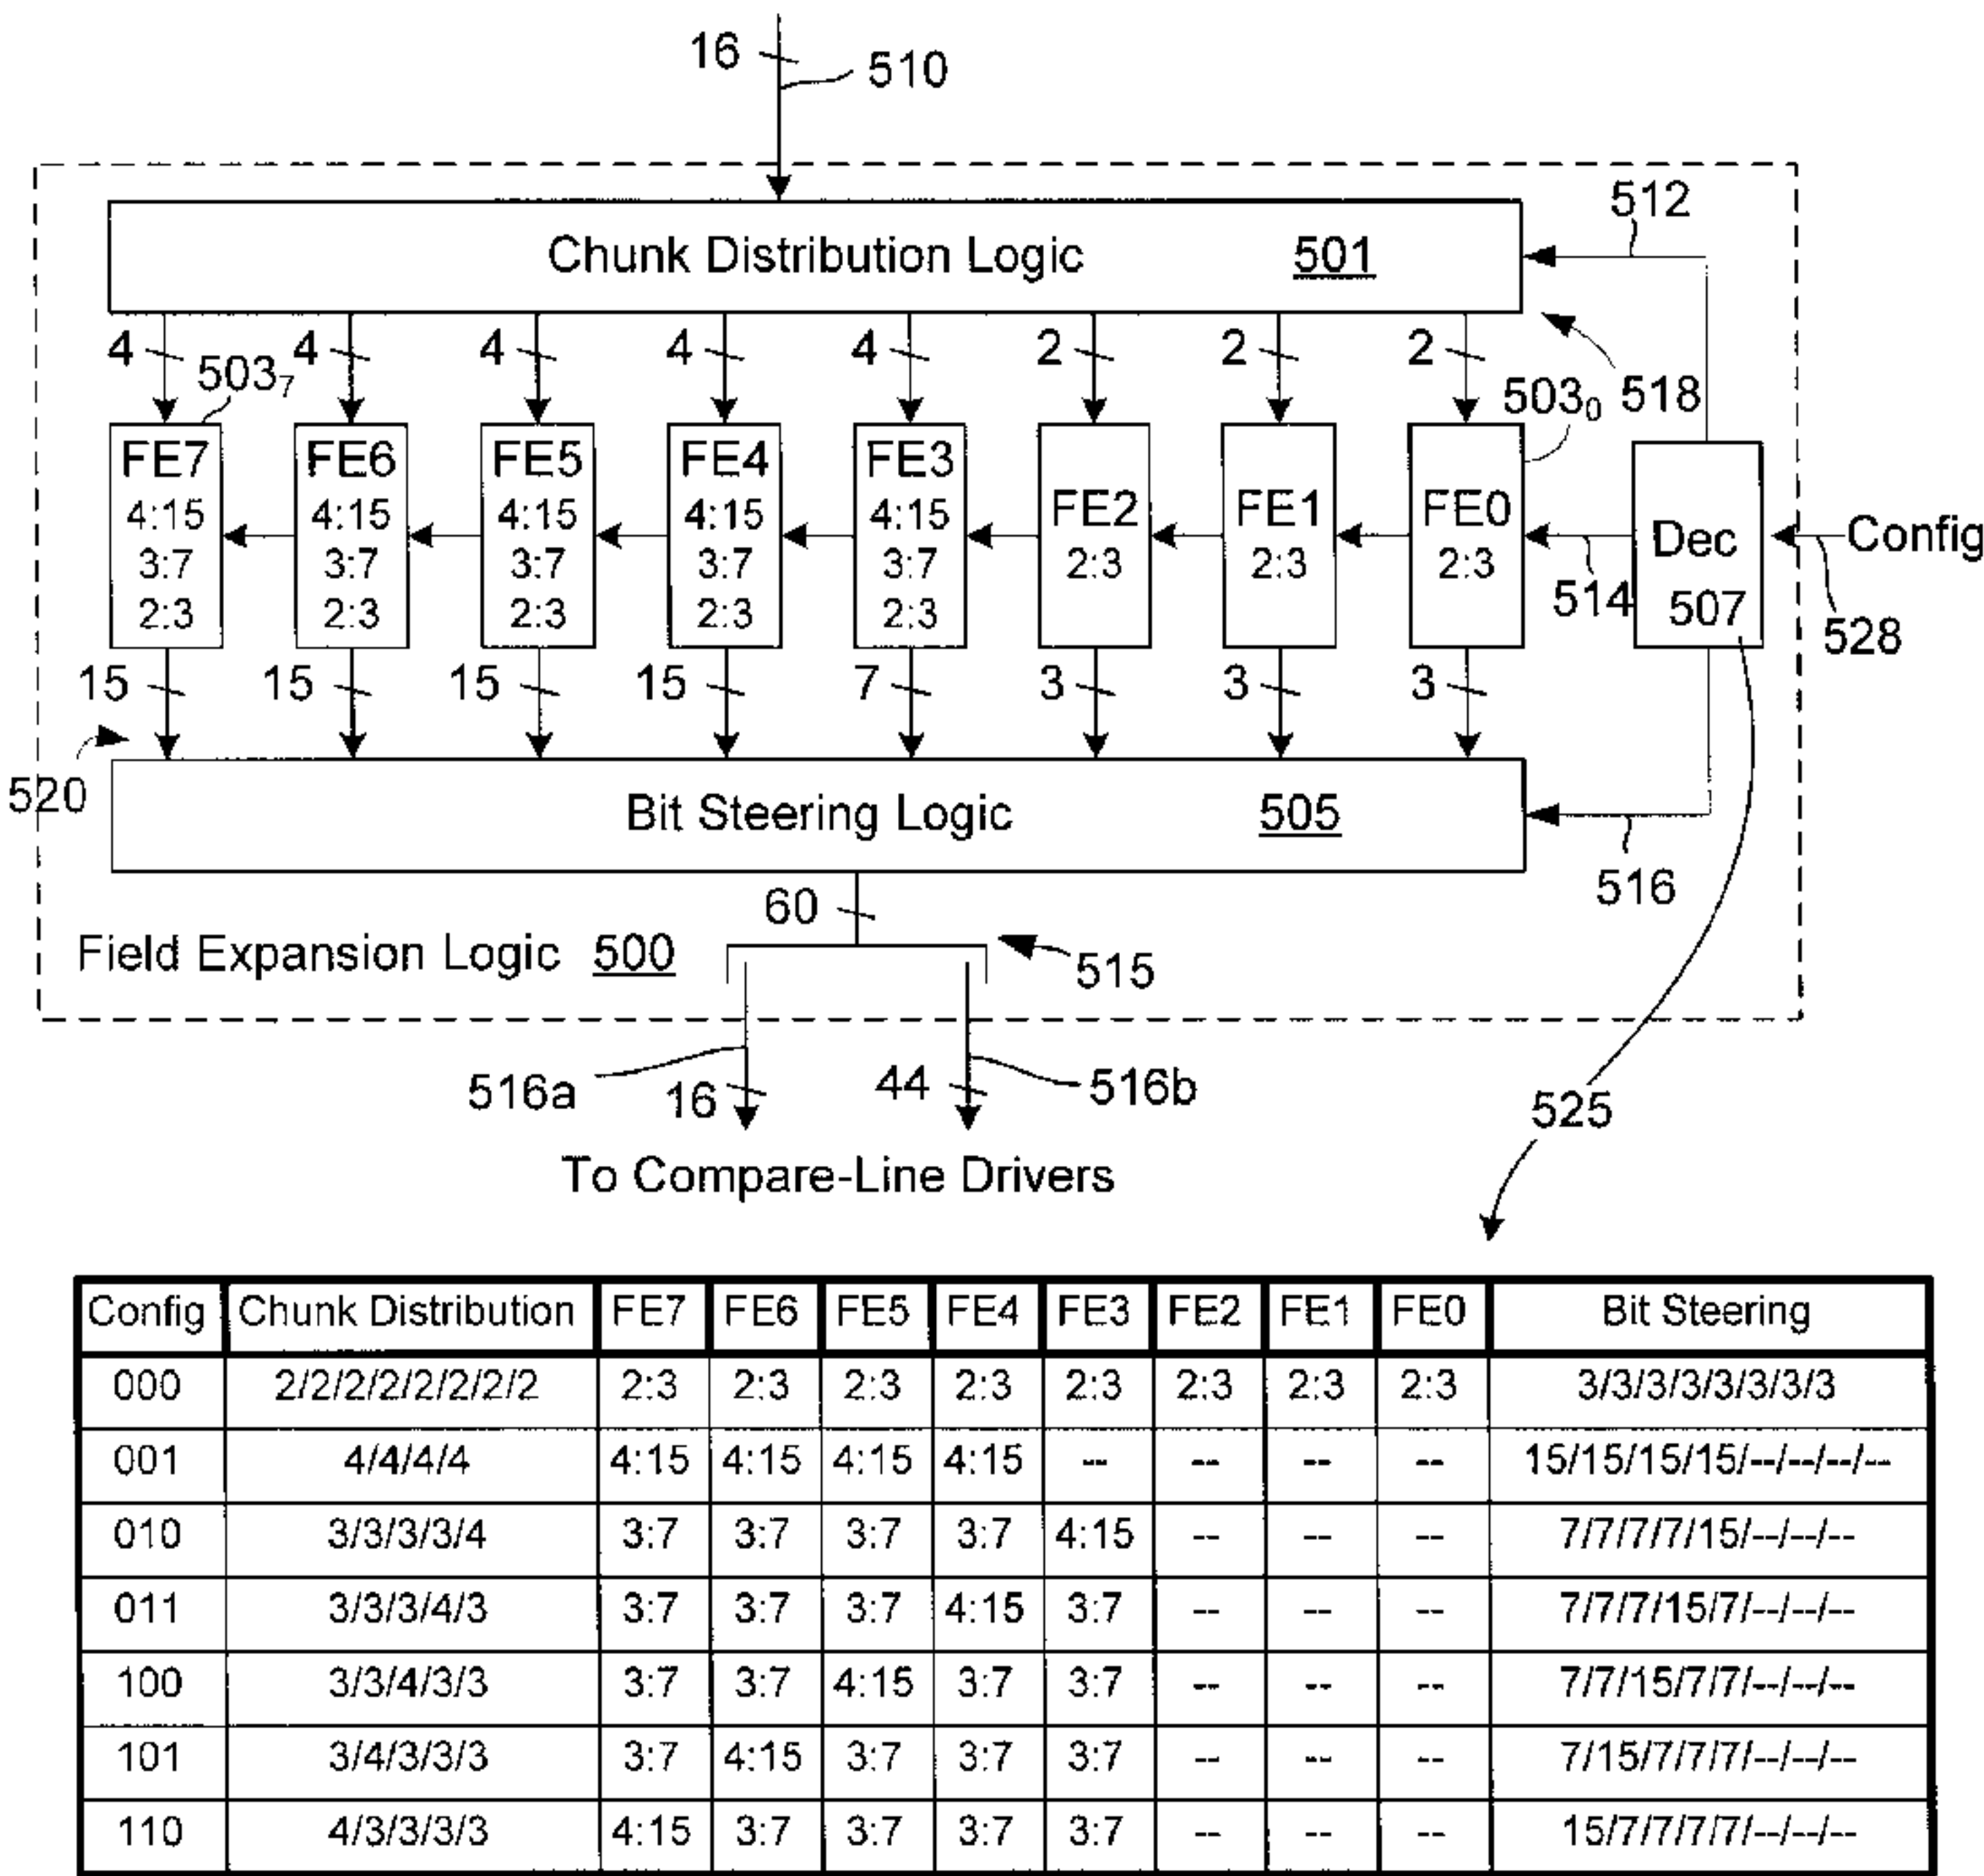 16
510
512
Chunk Distribution Logic 501
4 4 4 4 4 2 2 2
503₇ 503₀ 518
FE7 FE6 FE5 FE4 FE3 FE2 FE1 FE0
4:15 4:15 4:15 4:15 4:15
3:7 3:7 3:7 3:7 3:7 2:3 2:3 2:3
2:3 2:3 2:3 2:3 2:3
Dec
507
Config
514
528
15 15 15 15 7 3 3 3
520
Bit Steering Logic 505
516
60
Field Expansion Logic 500
515
516a 16 44 516b
525
To Compare-Line Drivers
Config Chunk Distribution FE7 FE6 FE5 FE4 FE3 FE2 FE1 FE0 Bit Steering
000 2/2/2/2/2/2/2/2 2:3 2:3 2:3 2:3 2:3 2:3 2:3 2:3 3/3/3/3/3/3/3/3
001 4/4/4/4 4:15 4:15 4:15 4:15 -- -- -- -- 15/15/15/15/--/--/--/--
010 3/3/3/3/4 3:7 3:7 3:7 3:7 4:15 -- -- -- 7/7/7/7/15/--/--/--
011 3/3/3/4/3 3:7 3:7 3:7 4:15 3:7 -- -- -- 7/7/7/15/7/--/--/--
100 3/3/4/3/3 3:7 3:7 4:15 3:7 3:7 -- -- -- 7/7/15/7/7/--/--/--
101 3/4/3/3/3 3:7 4:15 3:7 3:7 3:7 -- -- -- 7/15/7/7/7/--/--/--
110 4/3/3/3/3 4:15 3:7 3:7 3:7 3:7 -- -- -- 15/7/7/7/7/--/--/--